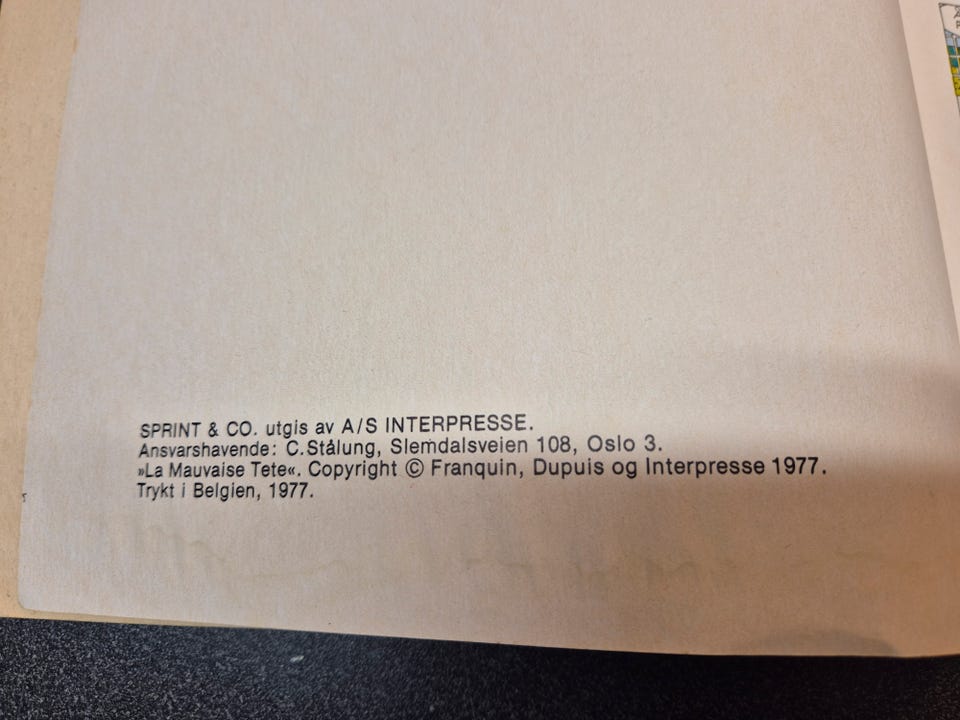 SPRINT & CO. utgis av A/S INTERPRESSE.
Ansvarshavende: C.Stålung, Slemdalsveien 108, Oslo 3.
»La Mauvaise Tete«. Copyright © Franquin, Dupuis og Interpresse 1977.
Trykt i Belgien, 1977.